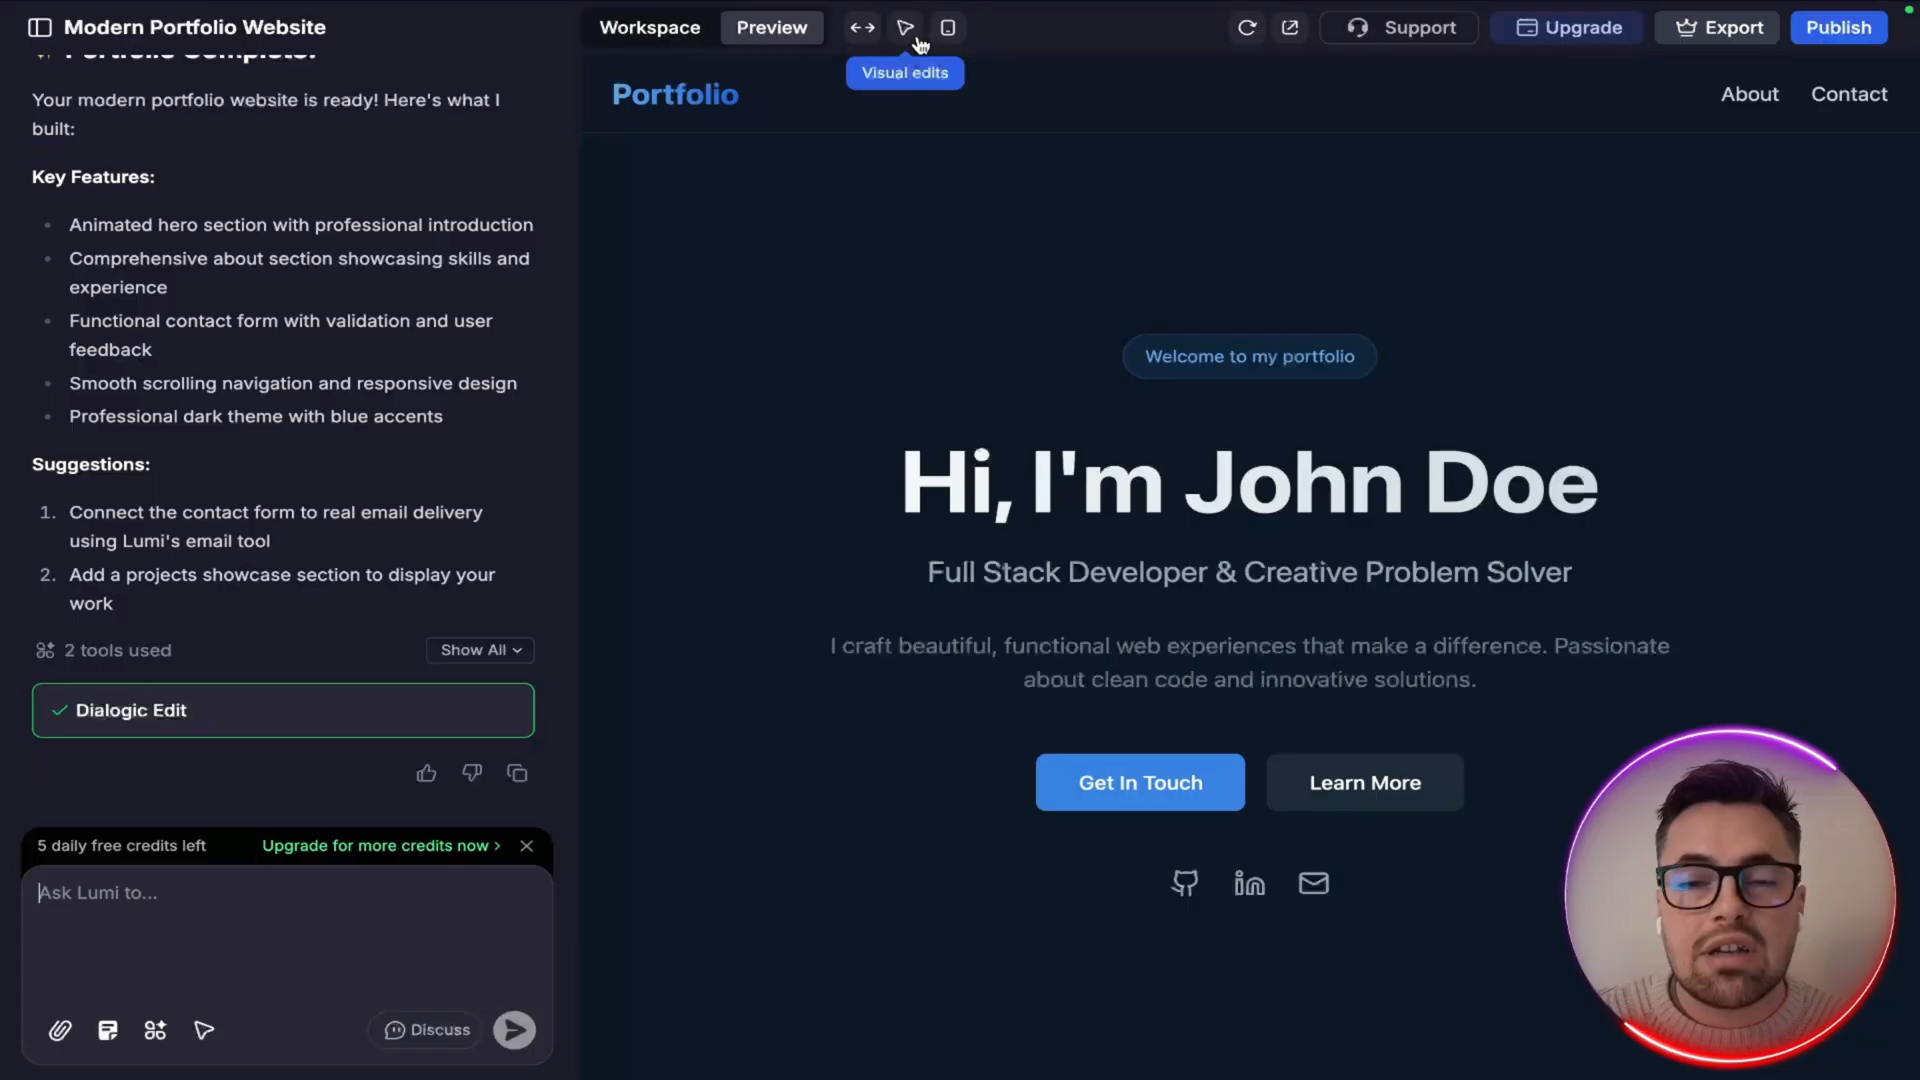 Modern Portfolio Website
Workspace
Preview
Support
Upgrade
Export
Publish
Visual edits
Portfolio Complete!
Your modern portfolio website is ready! Here's what I
built:
Key Features:
Animated hero section with professional introduction
Comprehensive about section showcasing skills and
experience
Functional contact form with validation and user
feedback
Smooth scrolling navigation and responsive design
Professional dark theme with blue accents
Suggestions:
1. Connect the contact form to real email delivery
using Lumi's email tool
2. Add a projects showcase section to display your
work
2 tools used
Show All
Dialogic Edit
5 daily free credits left
Upgrade for more credits now >
Ask Lumi to...
Discuss
Portfolio
About
Contact
Welcome to my portfolio
Hi, I'm John Doe
Full Stack Developer & Creative Problem Solver
I craft beautiful, functional web experiences that make a difference. Passionate
about clean code and innovative solutions.
Get In Touch
Learn More